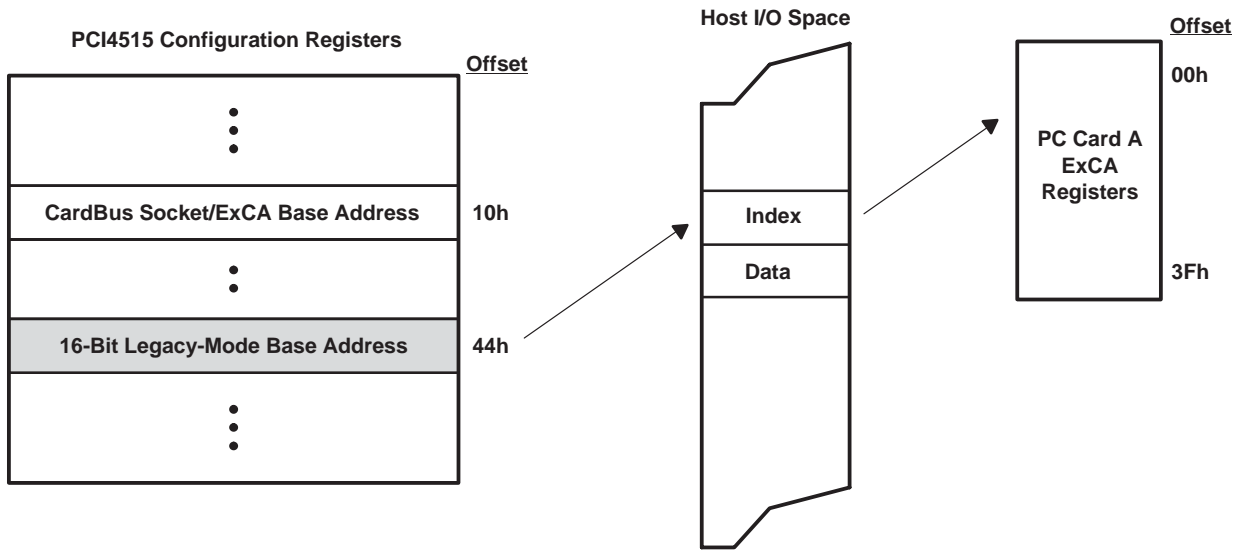 PCI4515 Configuration Registers
Offset
CardBus Socket/ExCA Base Address
10h
16-Bit Legacy-Mode Base Address
44h
Host I/O Space
Index
Data
Offset
00h
PC Card A
ExCA
Registers
3Fh